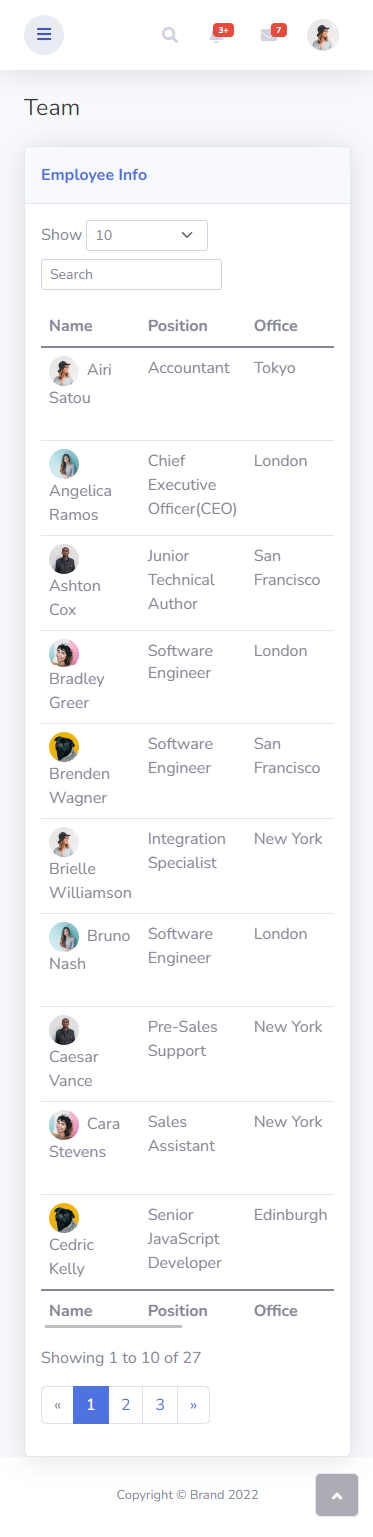 3+ 7
Team
Employee Info
Show 10
Search
Name Position Office
Airi Accountant Tokyo
Satou
Chief London
Angelica Executive
Ramos Officer(CEO)
Junior San
Ashton Technical Francisco
Cox Author
Software London
Bradley Engineer
Greer
Software San
Brenden Engineer Francisco
Wagner
Integration New York
Brielle Specialist
Williamson
Bruno Software London
Nash Engineer
Pre-Sales New York
Caesar Support
Vance
Cara Sales New York
Stevens Assistant
Senior Edinburgh
Cedric JavaScript
Kelly Developer
Name Position Office
Showing 1 to 10 of 27
« 1 2 3 »
Copyright © Brand 2022